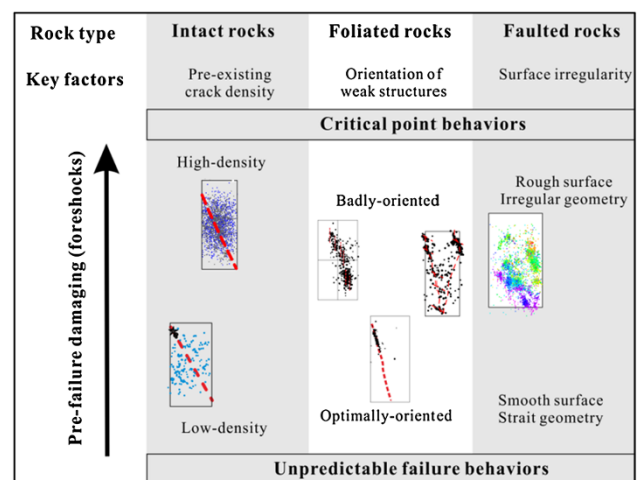 Rock type
Intact rocks
Foliated rocks
Faulted rocks
Key factors
Pre-existing
crack density
Orientation of
weak structures
Surface irregularity
Critical point behaviors
Pre-failure damaging (foreshocks)
High-density
Badly-oriented
Rough surface
Irregular geometry
Low-density
Optimally-oriented
Smooth surface
Strait geometry
Unpredictable failure behaviors